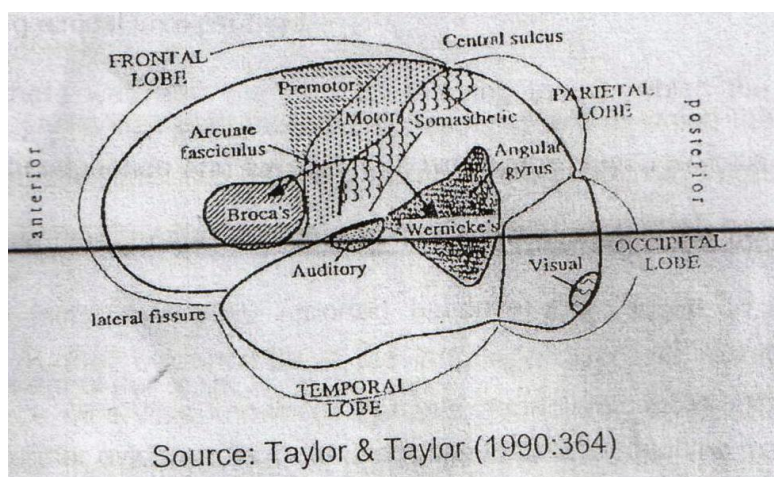 Central sulcus
FRONTAL
LOBE
Premotor
PARIETAL
LOBE
Motor
Somasthetic
posterior
Arcuate
fasciculus
Angular
gyrus
anterior
Broca's
Wernicke's
OCCIPITAL
LOBE
Auditory
Visual
lateral fissure
TEMPORAL
LOBE
Source: Taylor & Taylor (1990:364)